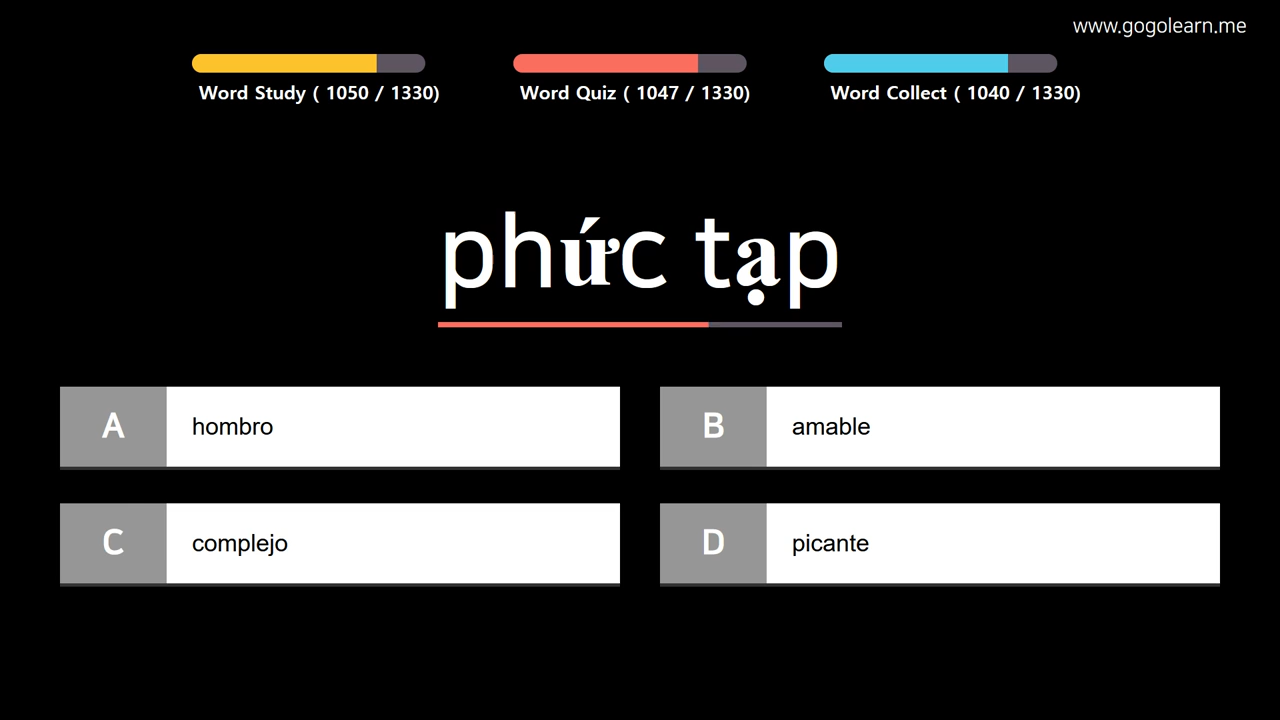 www.gogolearn.me
Word Study ( 1050 / 1330)
Word Quiz ( 1047 / 1330)
Word Collect ( 1040 / 1330)
phức tạp
A hombro
B amable
C complejo
D picante